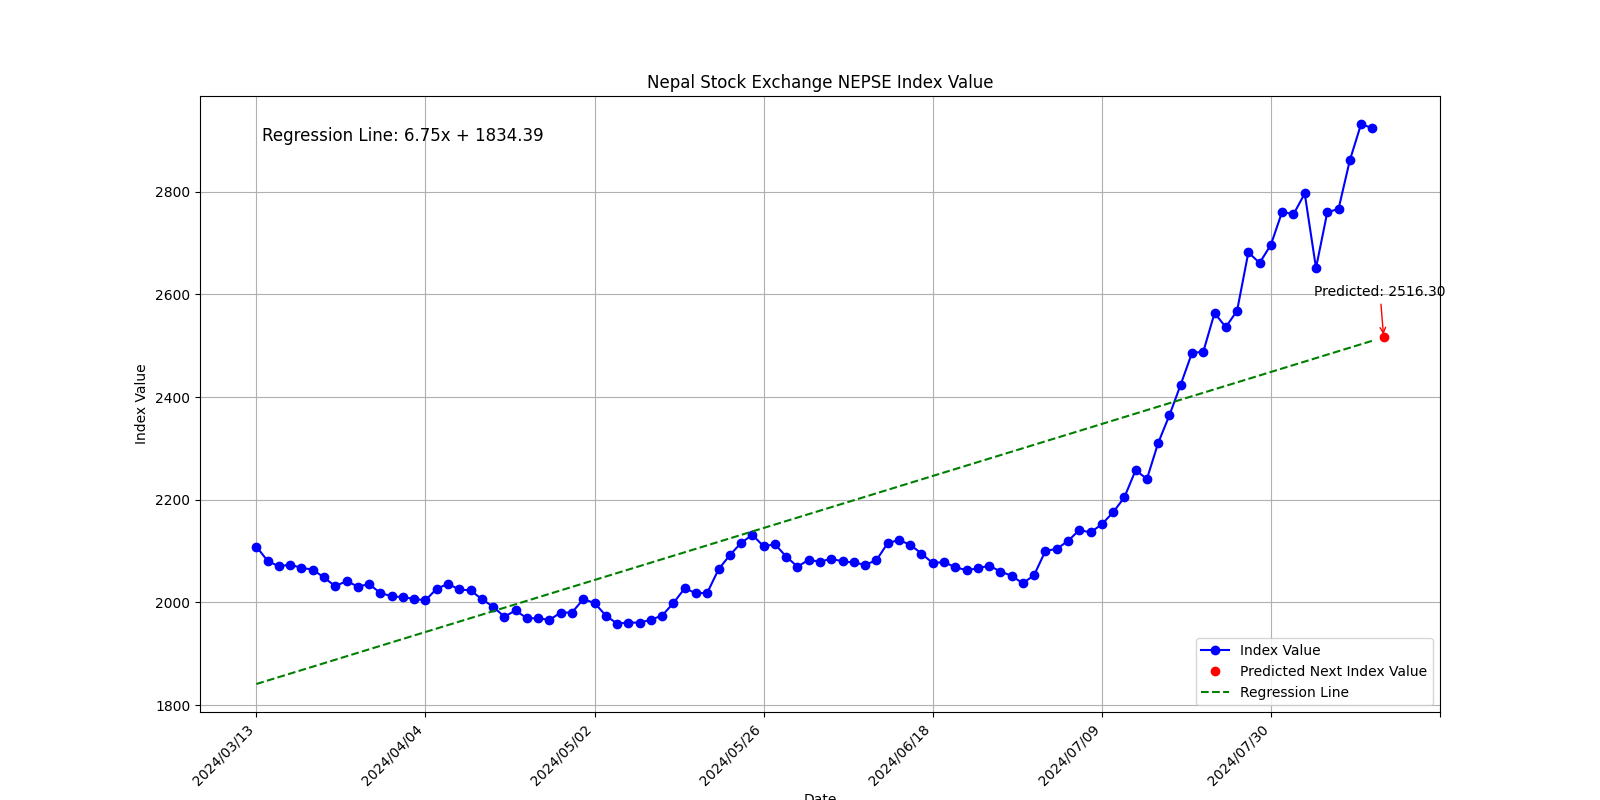 Nepal Stock Exchange NEPSE Index Value
Regression Line: 6.75x + 1834.39
Predicted: 2516.30
Index Value
2800
2600
2400
2200
2000
1800
Index Value
Predicted Next Index Value
Regression Line
2024/03/13
2024/04/04
2024/05/02
2024/05/26
2024/06/18
2024/07/09
2024/07/30
Date